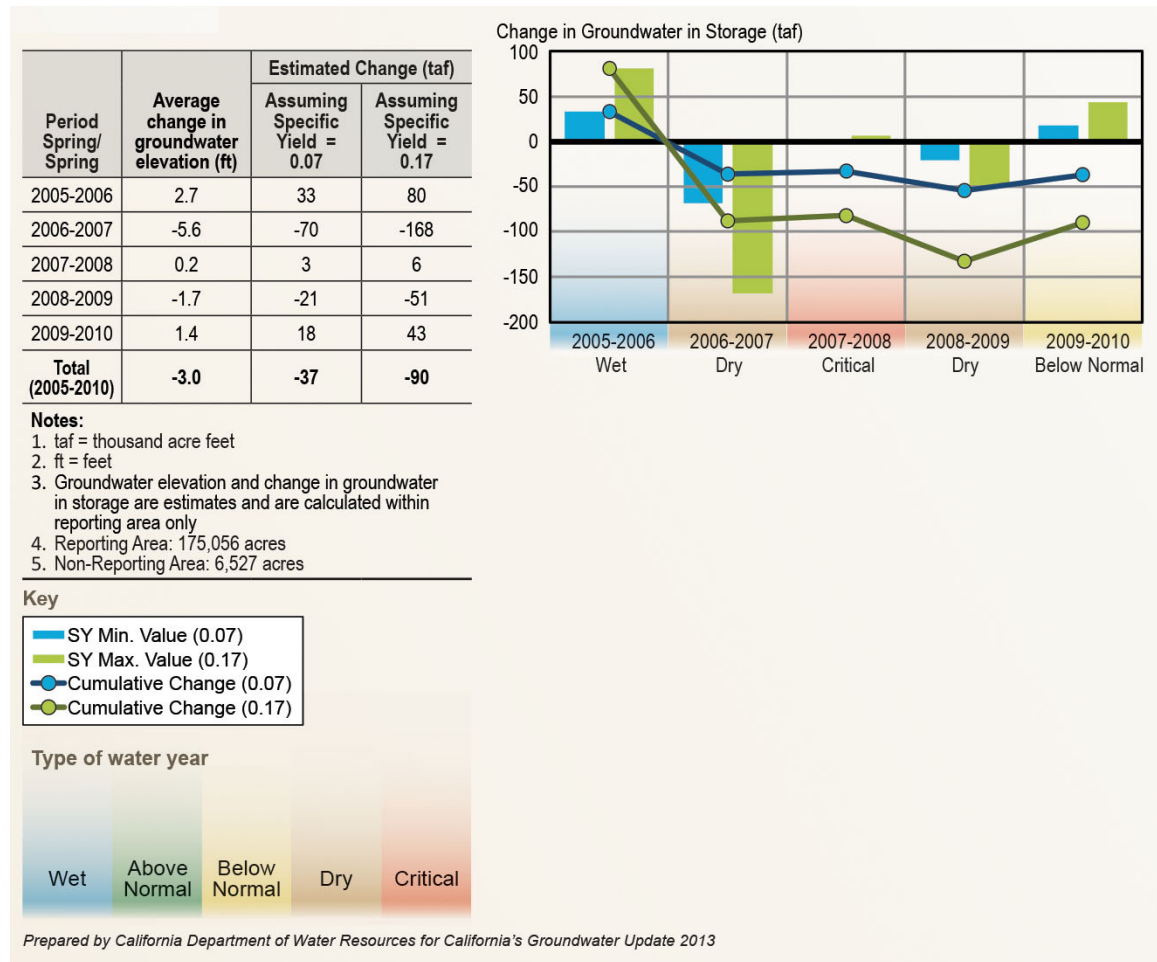 Period
Spring/
Spring
Average
change in
groundwater
elevation (ft)
Estimated Change (taf)
Assuming
Specific
Yield =
0.07
Assuming
Specific
Yield =
0.17
2005-2006 2.7 33 80
2006-2007 -5.6 -70 -168
2007-2008 0.2 3 6
2008-2009 -1.7 -21 -51
2009-2010 1.4 18 43
Total
(2005-2010) -3.0 -37 -90
Notes:
1. taf = thousand acre feet
2. ft = feet
3. Groundwater elevation and change in groundwater
in storage are estimates and are calculated within
reporting area only
4. Reporting Area: 175,056 acres
5. Non-Reporting Area: 6,527 acres
Key
SY Min. Value (0.07)
SY Max. Value (0.17)
Cumulative Change (0.07)
Cumulative Change (0.17)
Type of water year
Wet
Above
Normal
Below
Normal
Dry
Critical
Change in Groundwater in Storage (taf)
100
50
0
-50
-100
-150
-200
2005-2006 2006-2007 2007-2008 2008-2009 2009-2010
Wet Dry Critical Dry Below Normal
Prepared by California Department of Water Resources for California's Groundwater Update 2013